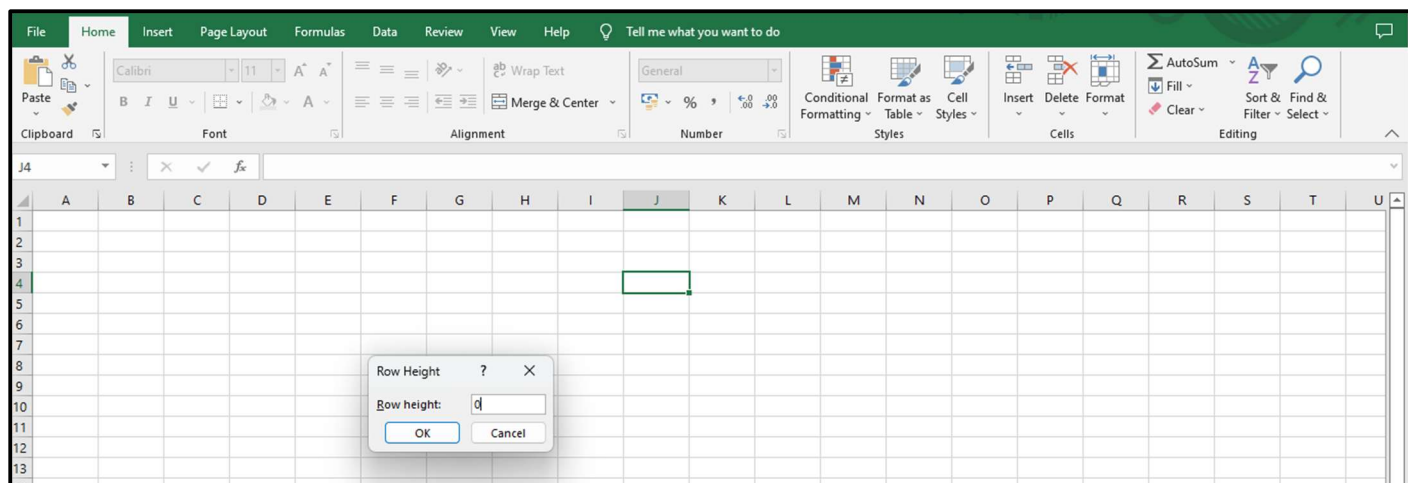 File Home Insert Page Layout Formulas Data Review View Help Tell me what you want to do
Calibri 11 A A ab Wrap Text General Σ AutoSum
Fill
Paste B I U A Merge & Center % , Conditional Format as Cell Insert Delete Format Sort & Find &
Formatting Table Styles Clear Filter Select
Clipboard Font Alignment Number Styles Cells Editing
J4 fx
A B C D E F G H I J K L M N O P Q R S T U
1
2
3
4
5
6
7
8
9
10
11
12
13
Row Height ?
Row height: 0
OK Cancel